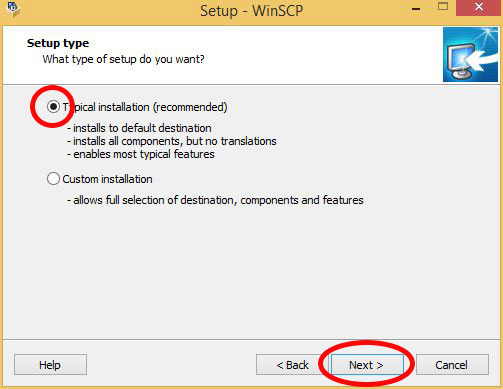 Setup - WinSCP
Setup type
What type of setup do you want?
Typical installation (recommended)
- installs to default destination
- installs all components, but no translations
- enables most typical features
Custom installation
- allows full selection of destination, components and features
Help
< Back
Next >
Cancel